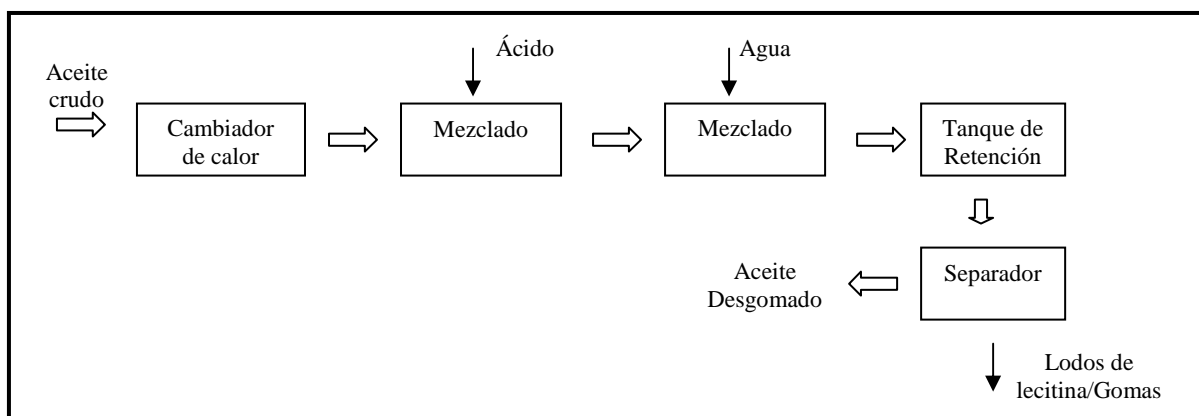 Aceite
crudo
Cambiador
de calor
Ácido
Mezclado
Agua
Mezclado
Tanque de
Retención
Separador
Aceite
Desgomado
Lodos de
lecitina/Gomas